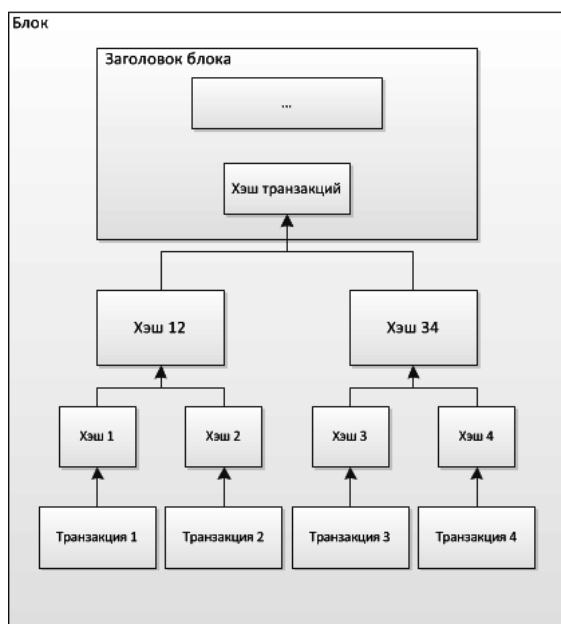 Блок
Заголовок блока
...
Хэш транзакций
Хэш 12
Хэш 34
Хэш 1
Хэш 2
Хэш 3
Хэш 4
Транзакция 1
Транзакция 2
Транзакция 3
Транзакция 4